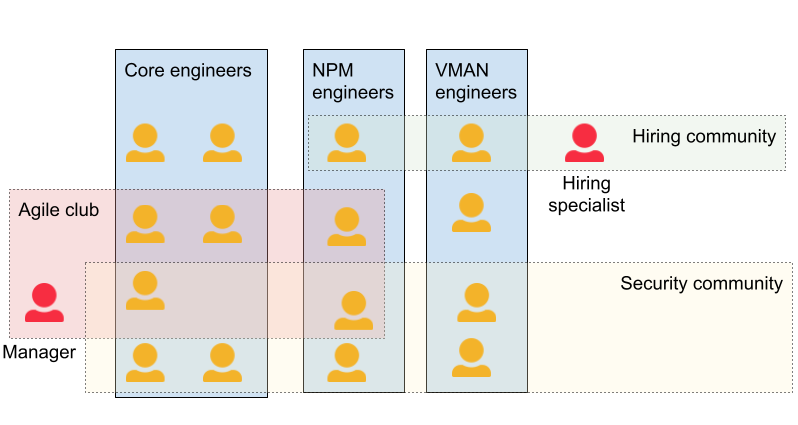 Core engineers
NPM
engineers
VMAN
engineers
Hiring community
Hiring
specialist
Agile club
Security community
Manager